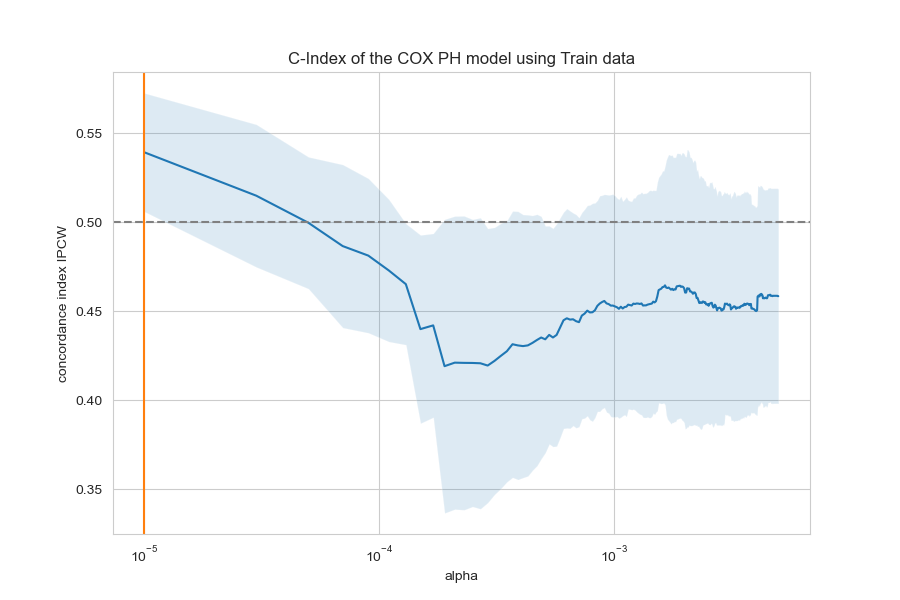 C-Index of the COX PH model using Train data
concordance index IPCW
0.55
0.50
0.45
0.40
0.35
10⁻⁵ 10⁻⁴ 10⁻³
alpha